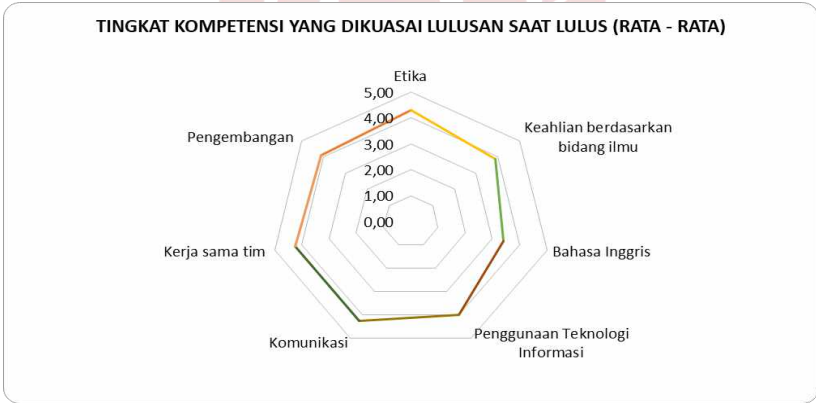 TINGKAT KOMPETENSI YANG DIKUASAI LULUSAN SAAT LULUS (RATA - RATA)
Etika
5,00
4,00
3,00
2,00
1,00
0,00
Keahlian berdasarkan
bidang ilmu
Bahasa Inggris
Penggunaan Teknologi
Informasi
Komunikasi
Kerja sama tim
Pengembangan